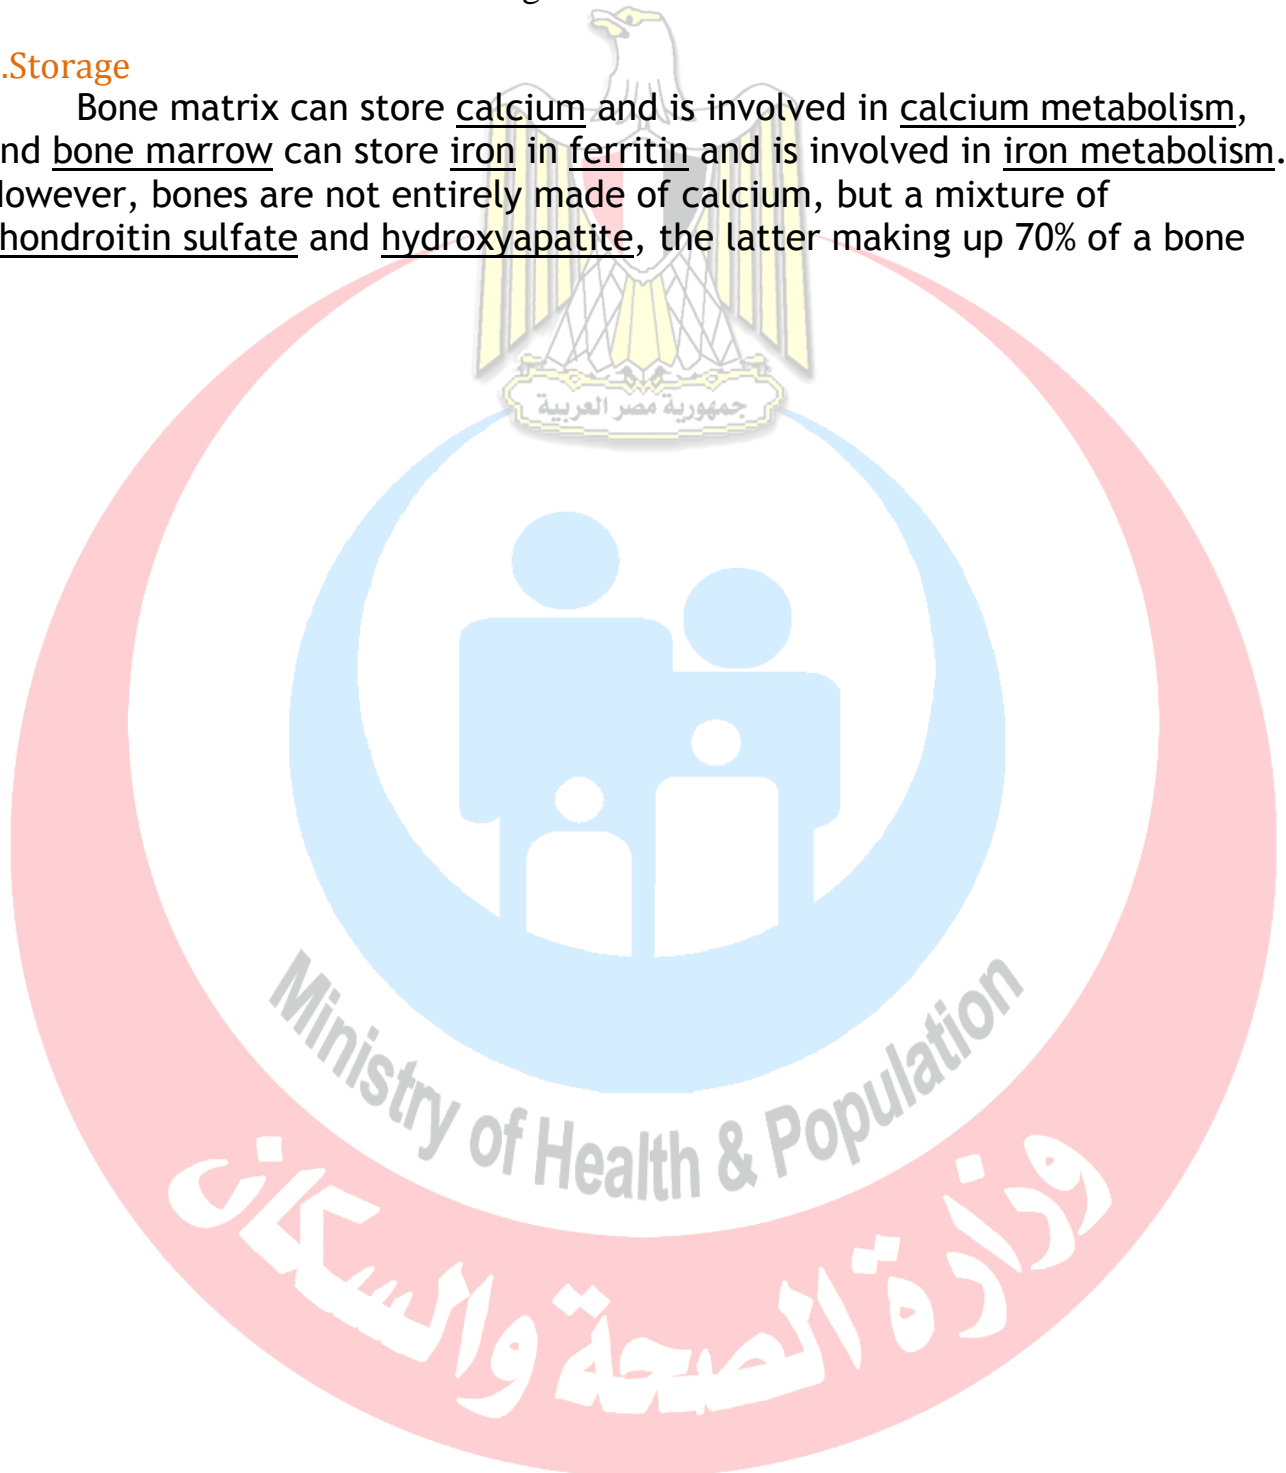 .Storage
Bone matrix can store calcium and is involved in calcium metabolism,
nd bone marrow can store iron in ferritin and is involved in iron metabolism.
owever, bones are not entirely made of calcium, but a mixture of
hondroitin sulfate and hydroxyapatite, the latter making up 70% of a bone
جمهورية مصر العربية
Ministry of Health & Population
وزارة الصحة والسكان